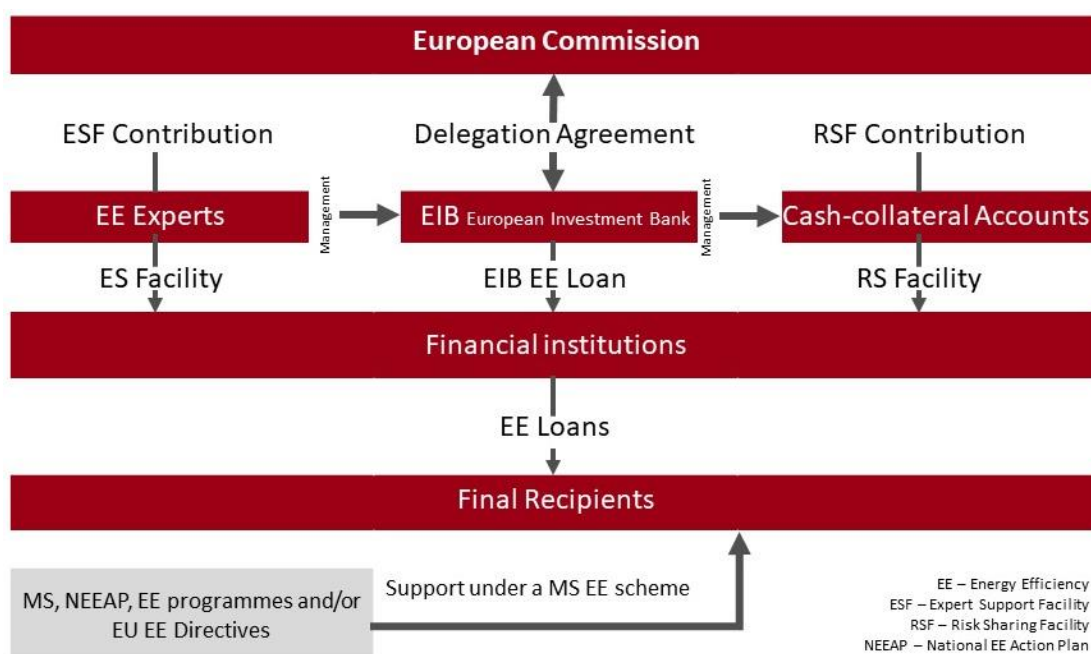 European Commission
ESF Contribution
Delegation Agreement
RSF Contribution
EE Experts
Management
EIB European Investment Bank
Management
Cash-collateral Accounts
ES Facility
EIB EE Loan
RS Facility
Financial institutions
EE Loans
Final Recipients
MS, NEEAP, EE programmes and/or
EU EE Directives
Support under a MS EE scheme
EE – Energy Efficiency
ESF – Expert Support Facility
RSF – Risk Sharing Facility
NEEAP – National EE Action Plan